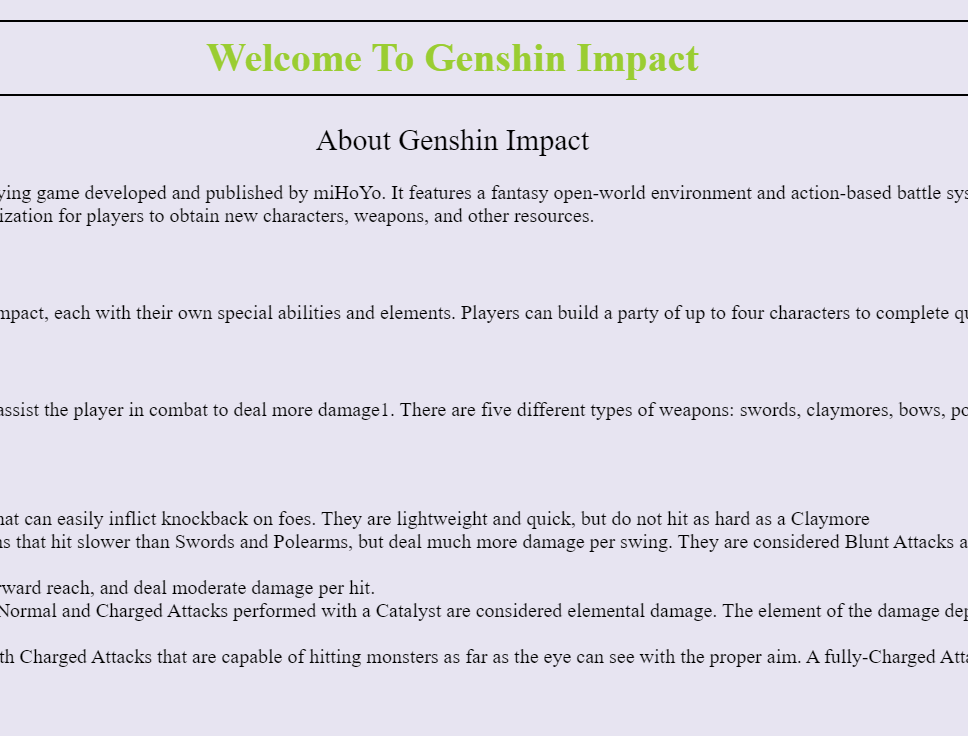 Welcome To Genshin Impact
About Genshin Impact
ying game developed and published by miHoYo. It features a fantasy open-world environment and action-based battle sys
ization for players to obtain new characters, weapons, and other resources.
mpact, each with their own special abilities and elements. Players can build a party of up to four characters to complete qu
assist the player in combat to deal more damage1. There are five different types of weapons: swords, claymores, bows, po
hat can easily inflict knockback on foes. They are lightweight and quick, but do not hit as hard as a Claymore
ns that hit slower than Swords and Polearms, but deal much more damage per swing. They are considered Blunt Attacks a
rward reach, and deal moderate damage per hit.
Normal and Charged Attacks performed with a Catalyst are considered elemental damage. The element of the damage dep
th Charged Attacks that are capable of hitting monsters as far as the eye can see with the proper aim. A fully-Charged Atta